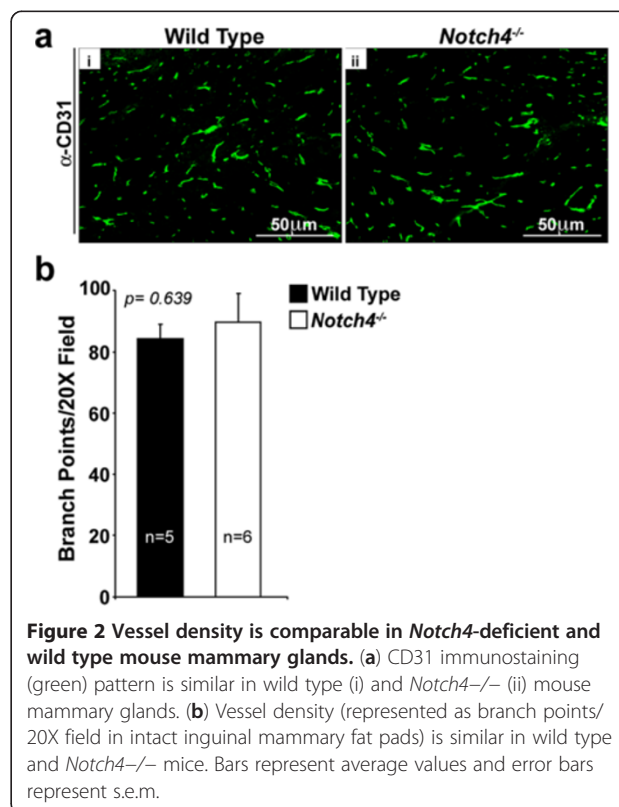 a
Wild Type
Notch4-/-
i
ii
α-CD31
50µm
50µm
b
100
80
60
40
20
0
Branch Points/20X Field
p= 0.639
n=5
n=6
Wild Type
Notch4-/-
Figure 2 Vessel density is comparable in Notch4-deficient and
wild type mouse mammary glands. (a) CD31 immunostaining
(green) pattern is similar in wild type (i) and Notch4−/− (ii) mouse
mammary glands. (b) Vessel density (represented as branch points/
20X field in intact inguinal mammary fat pads) is similar in wild type
and Notch4−/− mice. Bars represent average values and error bars
represent s.e.m.